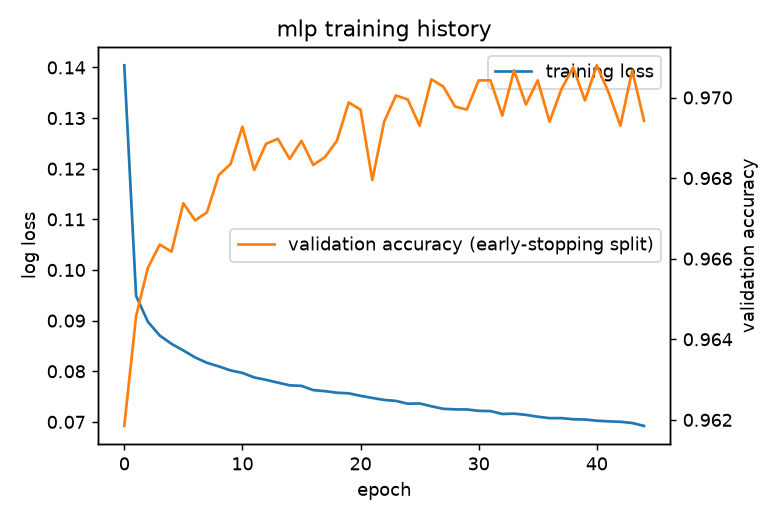 mlp training history
training loss
validation accuracy (early-stopping split)
log loss
0.14
0.13
0.12
0.11
0.10
0.09
0.08
0.07
0.970
0.968
0.966
0.964
0.962
validation accuracy
0 10 20 30 40
epoch